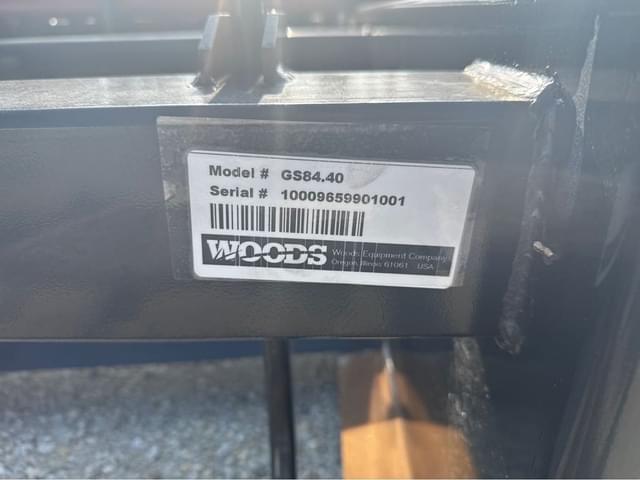 Model # GS84.40
Serial # 10009659901001
WOODS
Woods Equipment Company
Oregon, Illinois 61061 USA